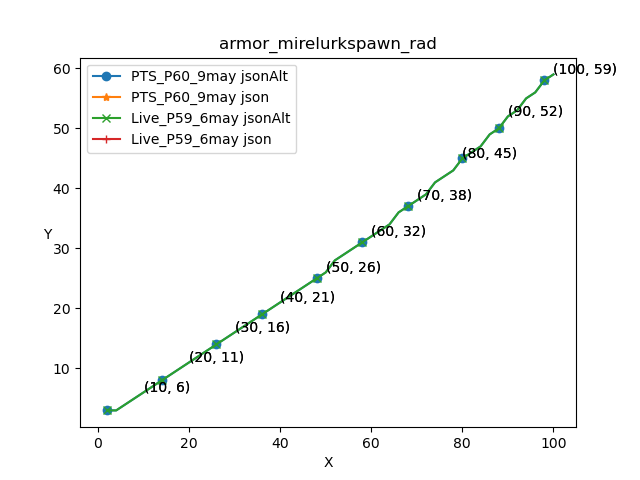 armor_mirelurkspawn_rad
PTS_P60_9may jsonAlt
PTS_P60_9may json
Live_P59_6may jsonAlt
Live_P59_6may json
(100, 59)
(90, 52)
(80, 45)
(70, 38)
(60, 32)
(50, 26)
(40, 21)
(30, 16)
(20, 11)
(10, 6)
60
50
40
30
20
10
Y
0 20 40 60 80 100
X